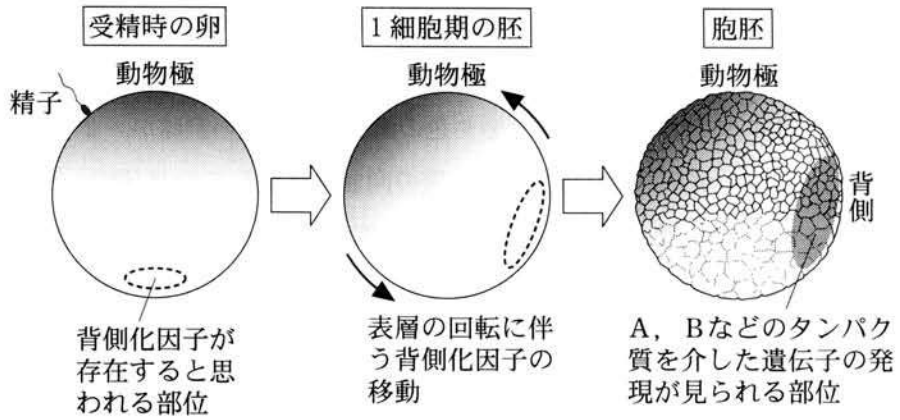 受精時の卵
1細胞期の胚
胞胚
動物極
動物極
動物極
精子
背側
背側化因子が
存在すると思
われる部位
表層の回転に伴
う背側化因子の
移動
A，Bなどのタンパク
質を介した遺伝子の発
現が見られる部位